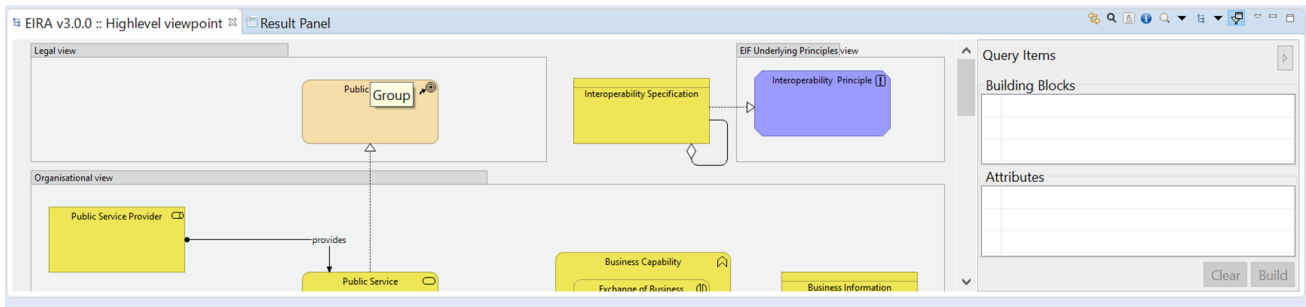 EIRA v3.0.0 :: Highlevel viewpoint
Result Panel
Legal view
Public
Group
Interoperability Specification
EIF Underlying Principles view
Interoperability Principle
Organisational view
Public Service Provider
provides
Public Service
Business Capability
Exchange of Business
Business Information
Query Items
Building Blocks
Attributes
Clear
Build